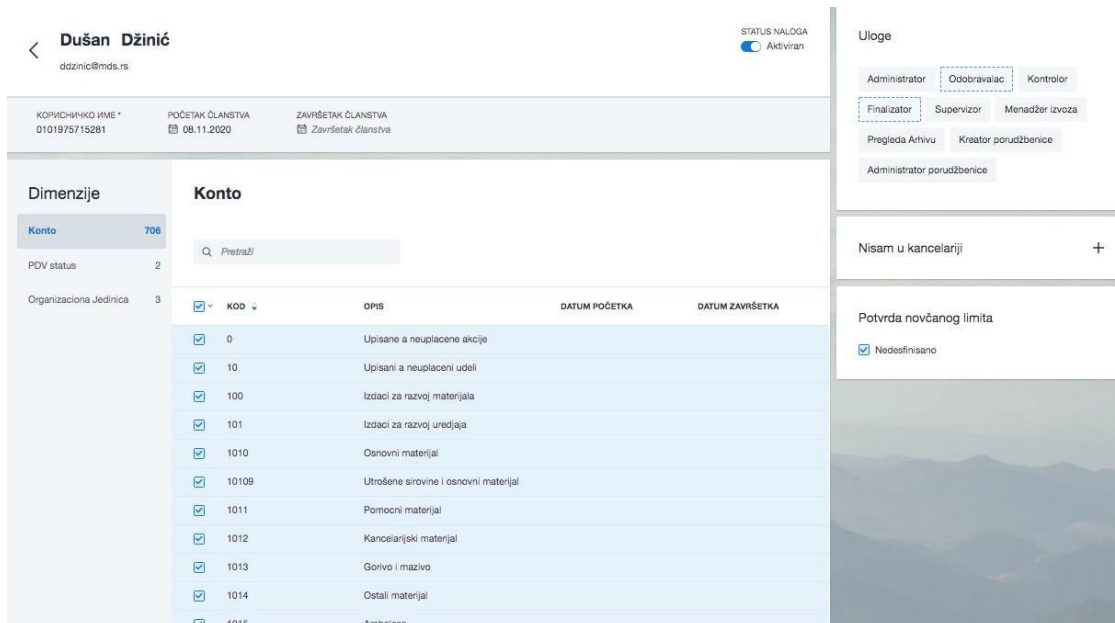 Dušan Džinić
ddzinic@mds.rs
STATUS NALOGA
Aktiviran
КОРИСНИЧКО ИМЕ *
0101975715281
POČETAK ČLANSTVA
08.11.2020
ZAVRŠETAK ČLANSTVA
Završetak članstva
Dimenzije
Konto 706
PDV status 2
Organizaciona Jedinica 3
Konto
Pretraži
KOD OPIS DATUM POČETKA DATUM ZAVRŠETKA
0 Upisane a neuplacene akcije
10 Upisani a neuplaceni udeli
100 Izdaci za razvoj materijala
101 Izdaci za razvoj uredjaja
1010 Osnovni materijal
10109 Utrošene sirovine i osnovni materijal
1011 Pomocni materijal
1012 Kancelarijski materijal
1013 Gorivo i mazivo
1014 Ostali materijal
Uloge
Administrator Odobravalac Kontrolor
Finalizator Supervizor Menadžer izvoza
Pregleda Arhivu Kreator porudžbenice
Administrator porudžbenice
Nisam u kancelariji
Potvrda novčanog limita
Nedesfinisano